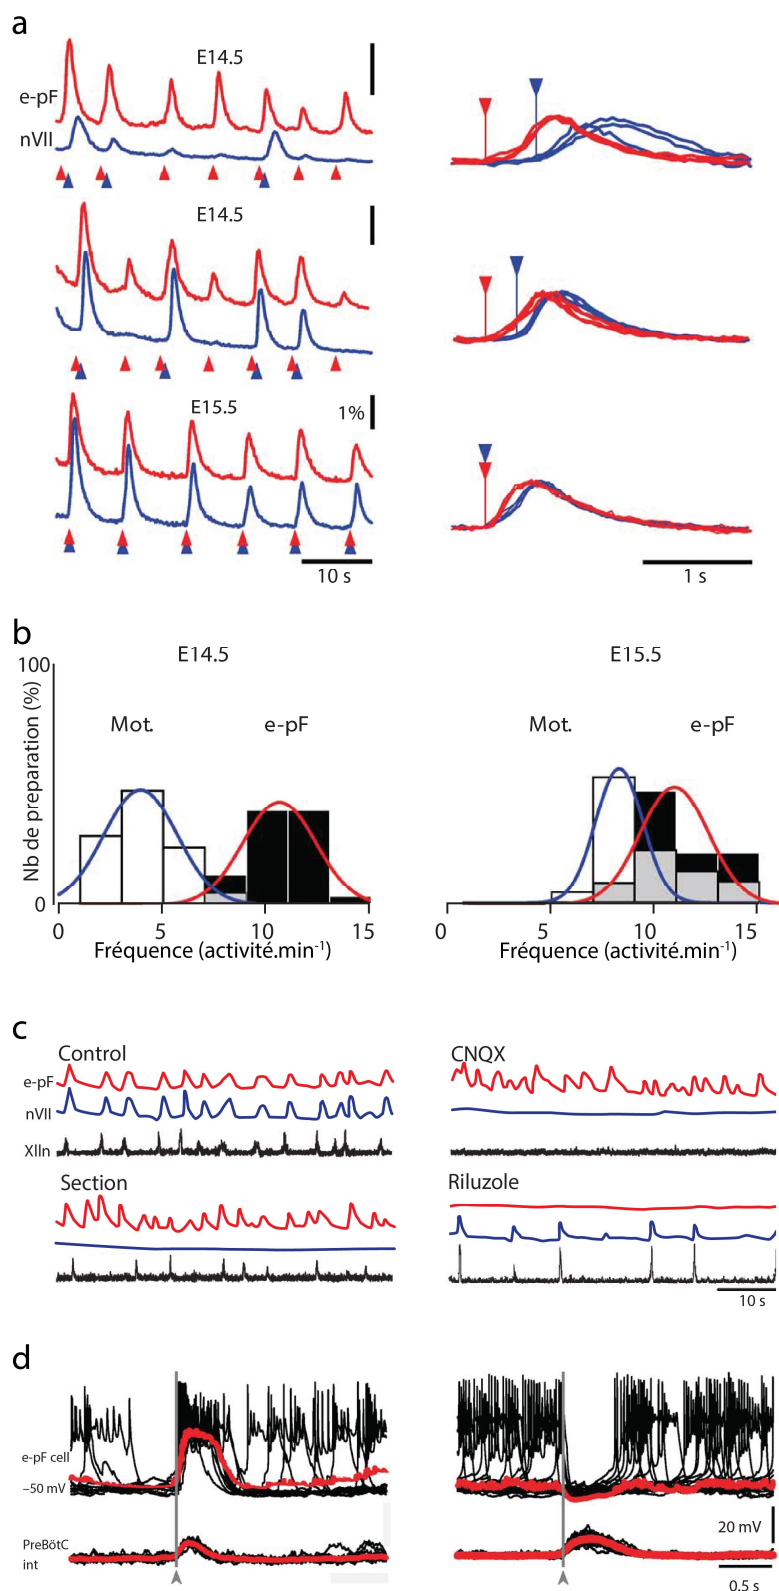 a
E14.5
e-pF
nVII
E14.5
E15.5
1%
10 s
1 s
b
E14.5
E15.5
100
Nb de preparation (%)
Mot.
e-pF
Mot.
e-pF
0
0
5
10
15
0
5
10
15
Fréquence (activité.min⁻¹)
Fréquence (activité.min⁻¹)
c
Control
CNQX
e-pF
nVII
XIIn
Section
Riluzole
10 s
d
e-pF cell
–50 mV
20 mV
PreBötC
int
0.5 s